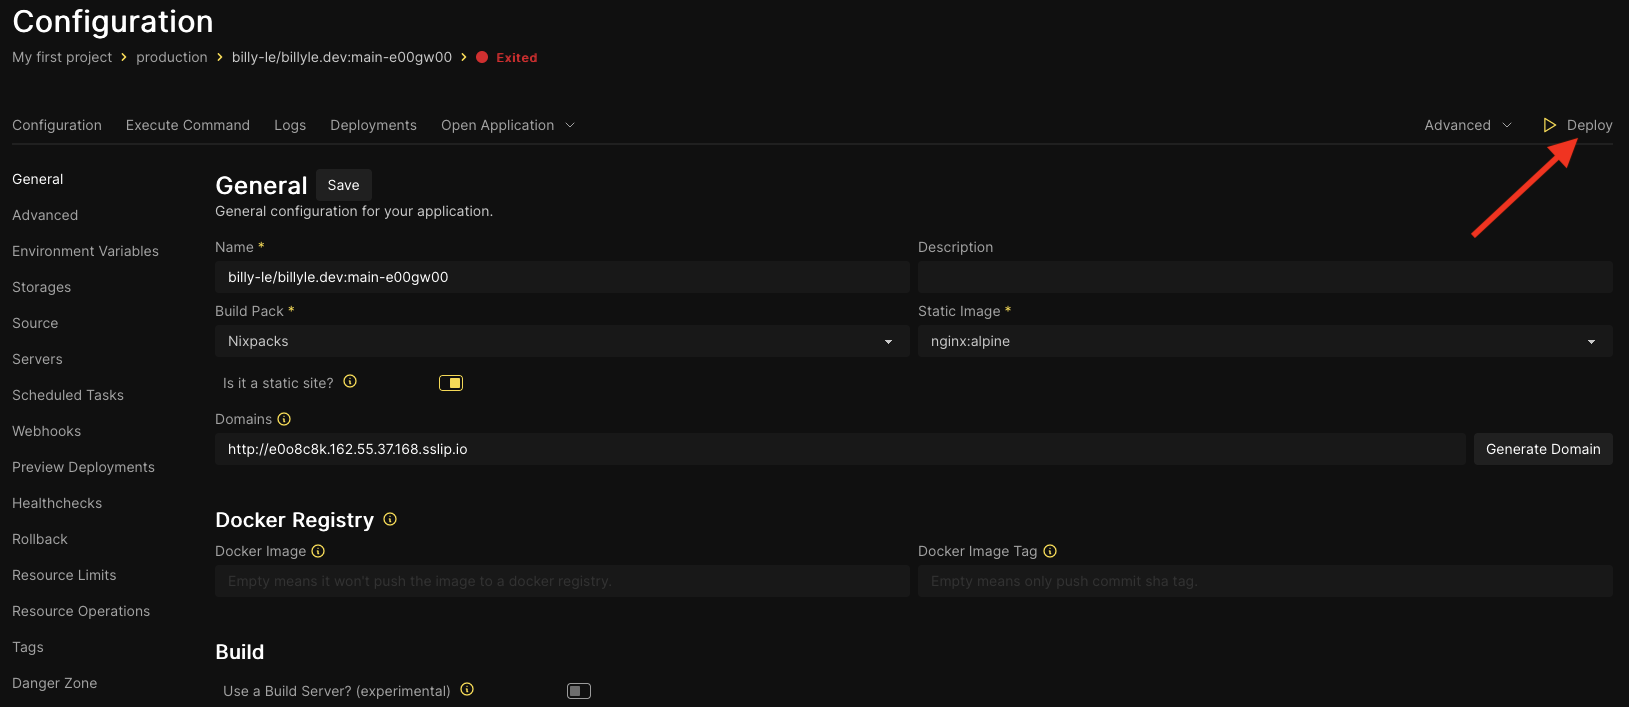 Configuration
My first project > production > billy-le/billyle.dev:main-e00gw00 > Exited
Configuration Execute Command Logs Deployments Open Application Advanced Deploy
General
Advanced
Environment Variables
Storages
Source
Servers
Scheduled Tasks
Webhooks
Preview Deployments
Healthchecks
Rollback
Resource Limits
Resource Operations
Tags
Danger Zone
General Save
General configuration for your application.
Name * Description
billy-le/billyle.dev:main-e00gw00
Build Pack * Static Image *
Nixpacks nginx:alpine
Is it a static site?
Domains
http://e0o8c8k.162.55.37.168.sslip.io Generate Domain
Docker Registry
Docker Image Docker Image Tag
Empty means it won't push the image to a docker registry. Empty means only push commit sha tag.
Build
Use a Build Server? (experimental)